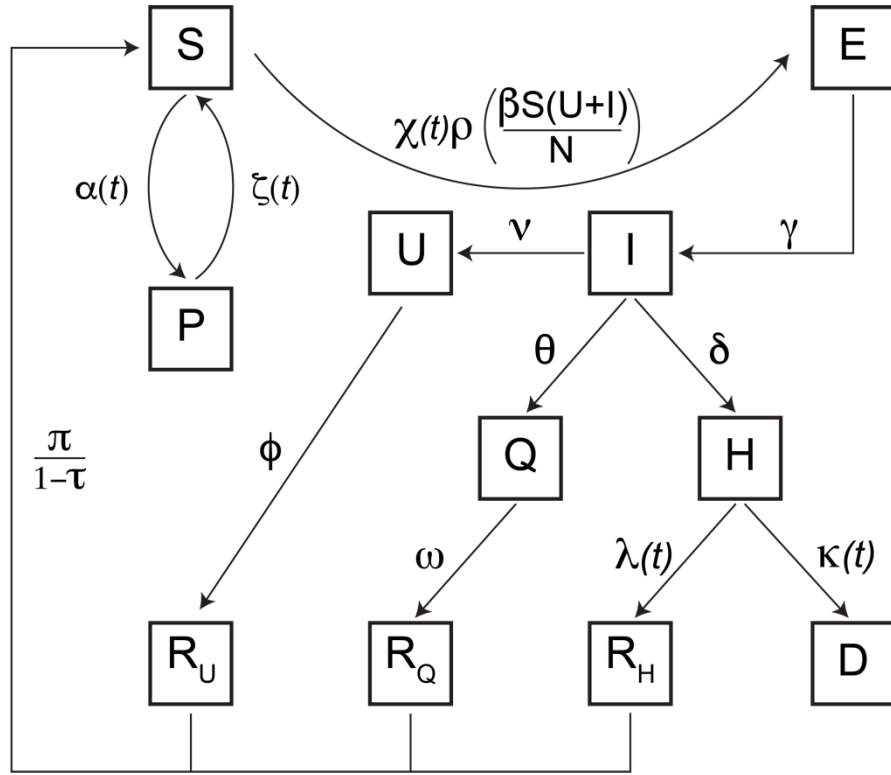 S
E
χ(t)ρ (βS(U+I)/N)
α(t)
ζ(t)
U
ν
I
γ
P
θ
δ
π/1−τ
ϕ
Q
H
ω
λ(t)
κ(t)
R_U
R_Q
R_H
D